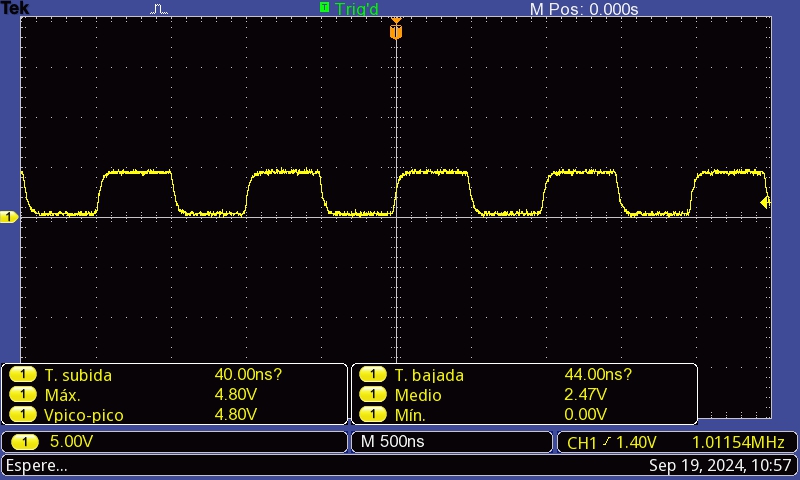 Tek T Trig'd M Pos: 0.000s
T
1
1 T. subida 40.00ns?
1 Máx. 4.80V
1 Vpico-pico 4.80V
1 T. bajada 44.00ns?
1 Medio 2.47V
1 Mín. 0.00V
1 5.00V M 500ns CH1 1.40V 1.01154MHz
Espere... Sep 19, 2024, 10:57